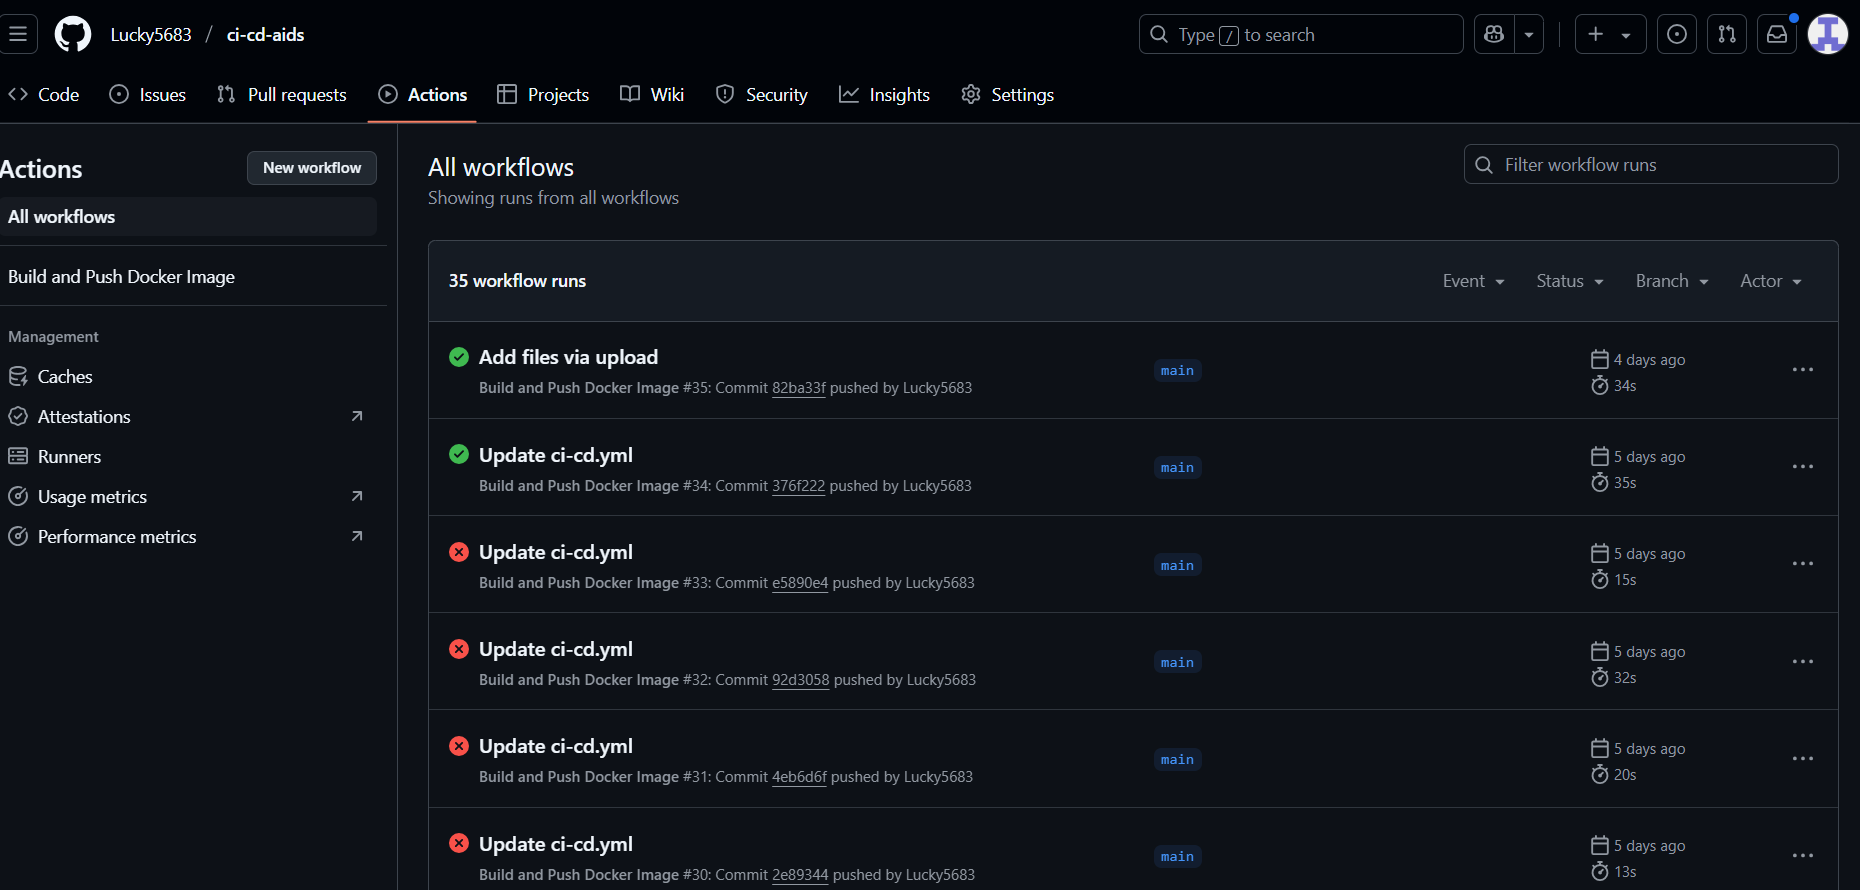 Lucky5683 / ci-cd-aids
Type / to search
Code Issues Pull requests Actions Projects Wiki Security Insights Settings
Actions
New workflow
All workflows
Build and Push Docker Image
Management
Caches
Attestations
Runners
Usage metrics
Performance metrics
All workflows
Showing runs from all workflows
Filter workflow runs
35 workflow runs
Event Status Branch Actor
Add files via upload
Build and Push Docker Image #35: Commit 82ba33f pushed by Lucky5683
main
4 days ago
34s
Update ci-cd.yml
Build and Push Docker Image #34: Commit 376f222 pushed by Lucky5683
main
5 days ago
35s
Update ci-cd.yml
Build and Push Docker Image #33: Commit e5890e4 pushed by Lucky5683
main
5 days ago
15s
Update ci-cd.yml
Build and Push Docker Image #32: Commit 92d3058 pushed by Lucky5683
main
5 days ago
32s
Update ci-cd.yml
Build and Push Docker Image #31: Commit 4eb6d6f pushed by Lucky5683
main
5 days ago
20s
Update ci-cd.yml
Build and Push Docker Image #30: Commit 2e89344 pushed by Lucky5683
main
5 days ago
13s